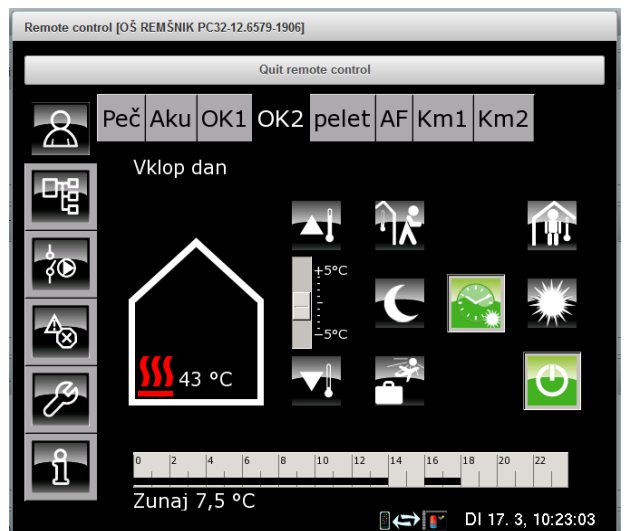 Remote control [OŠ REMŠNIK PC32-12.6579-1906]
Quit remote control
Peč Aku OK1 OK2 pelet AF Km1 Km2
Vklop dan
+5°C
-5°C
43 °C
0 2 4 6 8 10 12 14 16 18 20 22
Zunaj 7,5 °C
DI 17. 3, 10:23:03